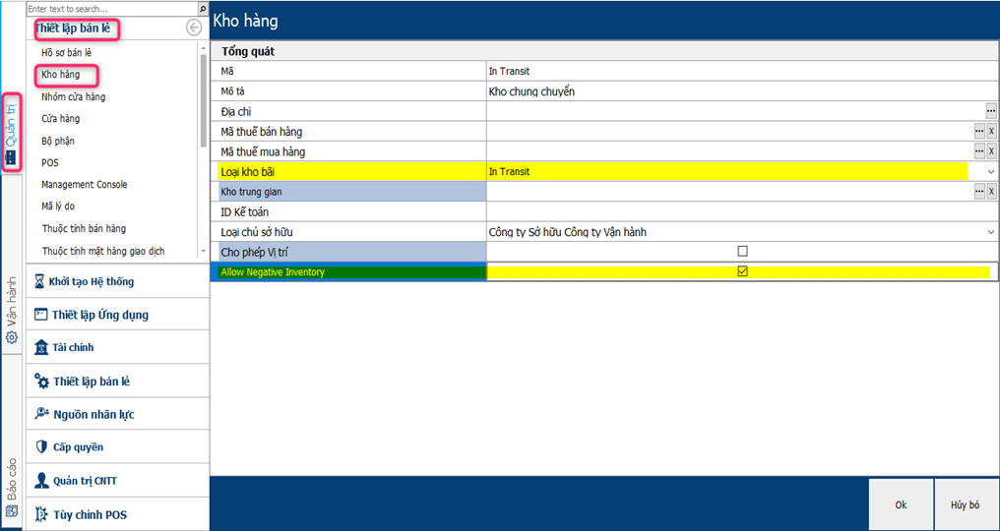 Enter text to search...
Thiết lập bán lẻ
Hồ sơ bán lẻ
Kho hàng
Nhóm cửa hàng
Cửa hàng
Bộ phận
POS
Management Console
Mã lý do
Thuộc tính bán hàng
Thuộc tính mặt hàng giao dịch
Khởi tạo Hệ thống
Thiết lập Ứng dụng
Tài chính
Thiết lập bán lẻ
Nguồn nhân lực
Cấp quyền
Quản trị CNTT
Tùy chỉnh POS
Quản trị
Vận hành
Báo cáo
Kho hàng
Tổng quát
Mã In Transit
Mô tả Kho chung chuyển
Địa chỉ ...
Mã thuế bán hàng ... X
Mã thuế mua hàng ... X
Loại kho bãi In Transit
Kho trung gian ... X
ID Kế toán
Loại chủ sở hữu Công ty Sở hữu Công ty Vận hành
Cho phép Vị trí
Allow Negative Inventory
Ok Hủy bỏ